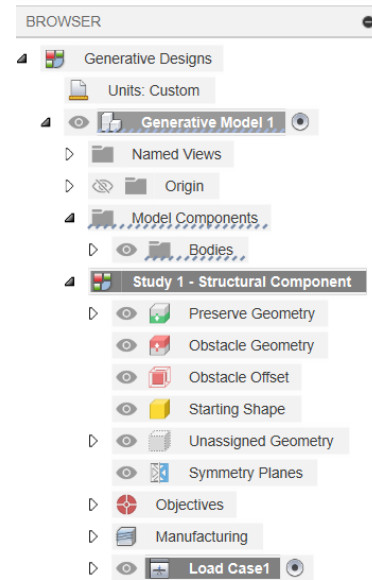 BROWSER
Generative Designs
Units: Custom
Generative Model 1
Named Views
Origin
Model Components
Bodies
Study 1 - Structural Component
Preserve Geometry
Obstacle Geometry
Obstacle Offset
Starting Shape
Unassigned Geometry
Symmetry Planes
Objectives
Manufacturing
Load Case1